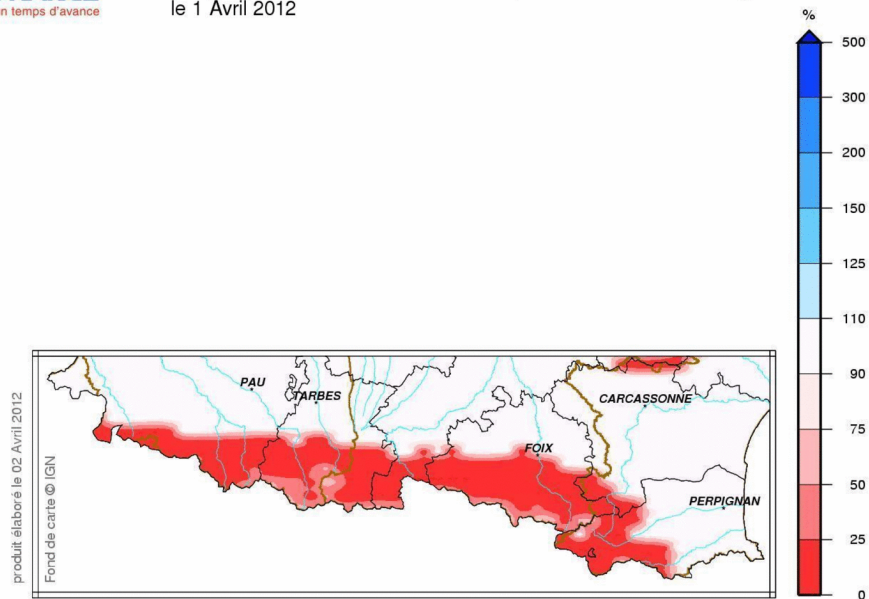 n temps d'avance
le 1 Avril 2012
%
500
300
200
150
125
110
90
75
50
25
0
PAU
TARBES
CARCASSONNE
FOIX
PERPIGNAN
produit élaboré le 02 Avril 2012
Fond de carte © IGN